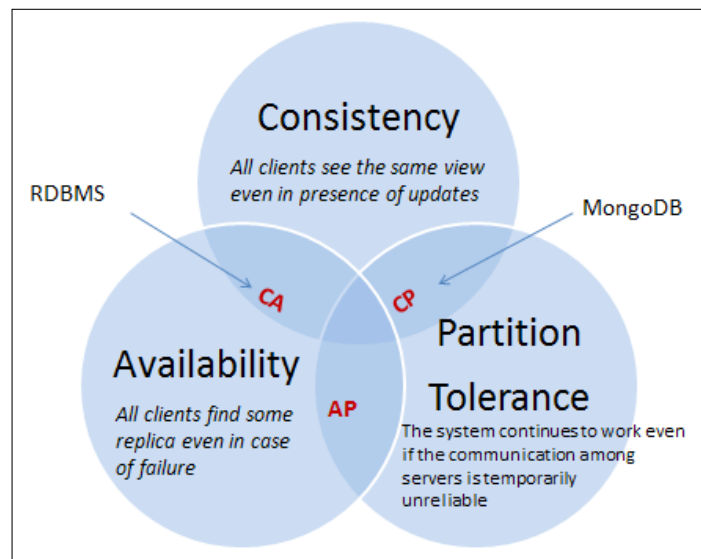 Consistency
All clients see the same view
even in presence of updates
RDBMS
MongoDB
CA
CP
Availability
All clients find some
replica even in case
of failure
AP
Partition
Tolerance
The system continues to work even
if the communication among
servers is temporarily
unreliable